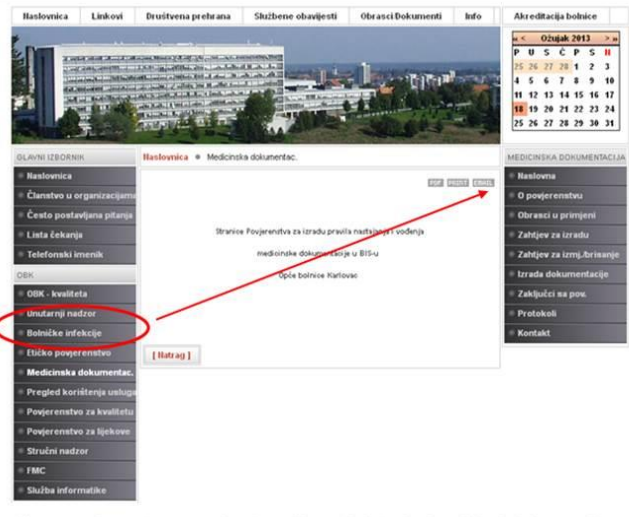 Naslovnica Linkovi Društvena prehrana Službene obavijesti Obrasci/Dokumenti Info Akreditacija bolnice
« < Ožujak 2013 > »
P U S Č P S N
25 26 27 28 1 2 3
4 5 6 7 8 9 10
11 12 13 14 15 16 17
18 19 20 21 22 23 24
25 26 27 28 29 30 31
GLAVNI IZBORNIK
Naslovnica
Članstvo u organizacijama
Često postavljana pitanja
Lista čekanja
Telefonski imenik
OBK
OBK - kvaliteta
Unutarnji nadzor
Bolničke infekcije
Etičko povjerenstvo
Medicinska dokumentac.
Pregled korištenja usluga
Povjerenstvo za kvalitetu
Povjerenstvo za lijekove
Stručni nadzor
FMC
Služba informatike
Naslovnica Medicinska dokumentac.
PDF PRINT EMAIL
Stranice Povjerenstva za izradu pravila nastajanja i vođenja
medicinske dokumentacije u BIS-u
Opće bolnice Karlovac
[ Natrag ]
MEDICINSKA DOKUMENTACIJA
Naslovna
O povjerenstvu
Obrasci u primjeni
Zahtjev za izradu
Zahtjev za izmj./brisanje
Izrada dokumentacije
Zaključci sa pov.
Protokoli
Kontakt